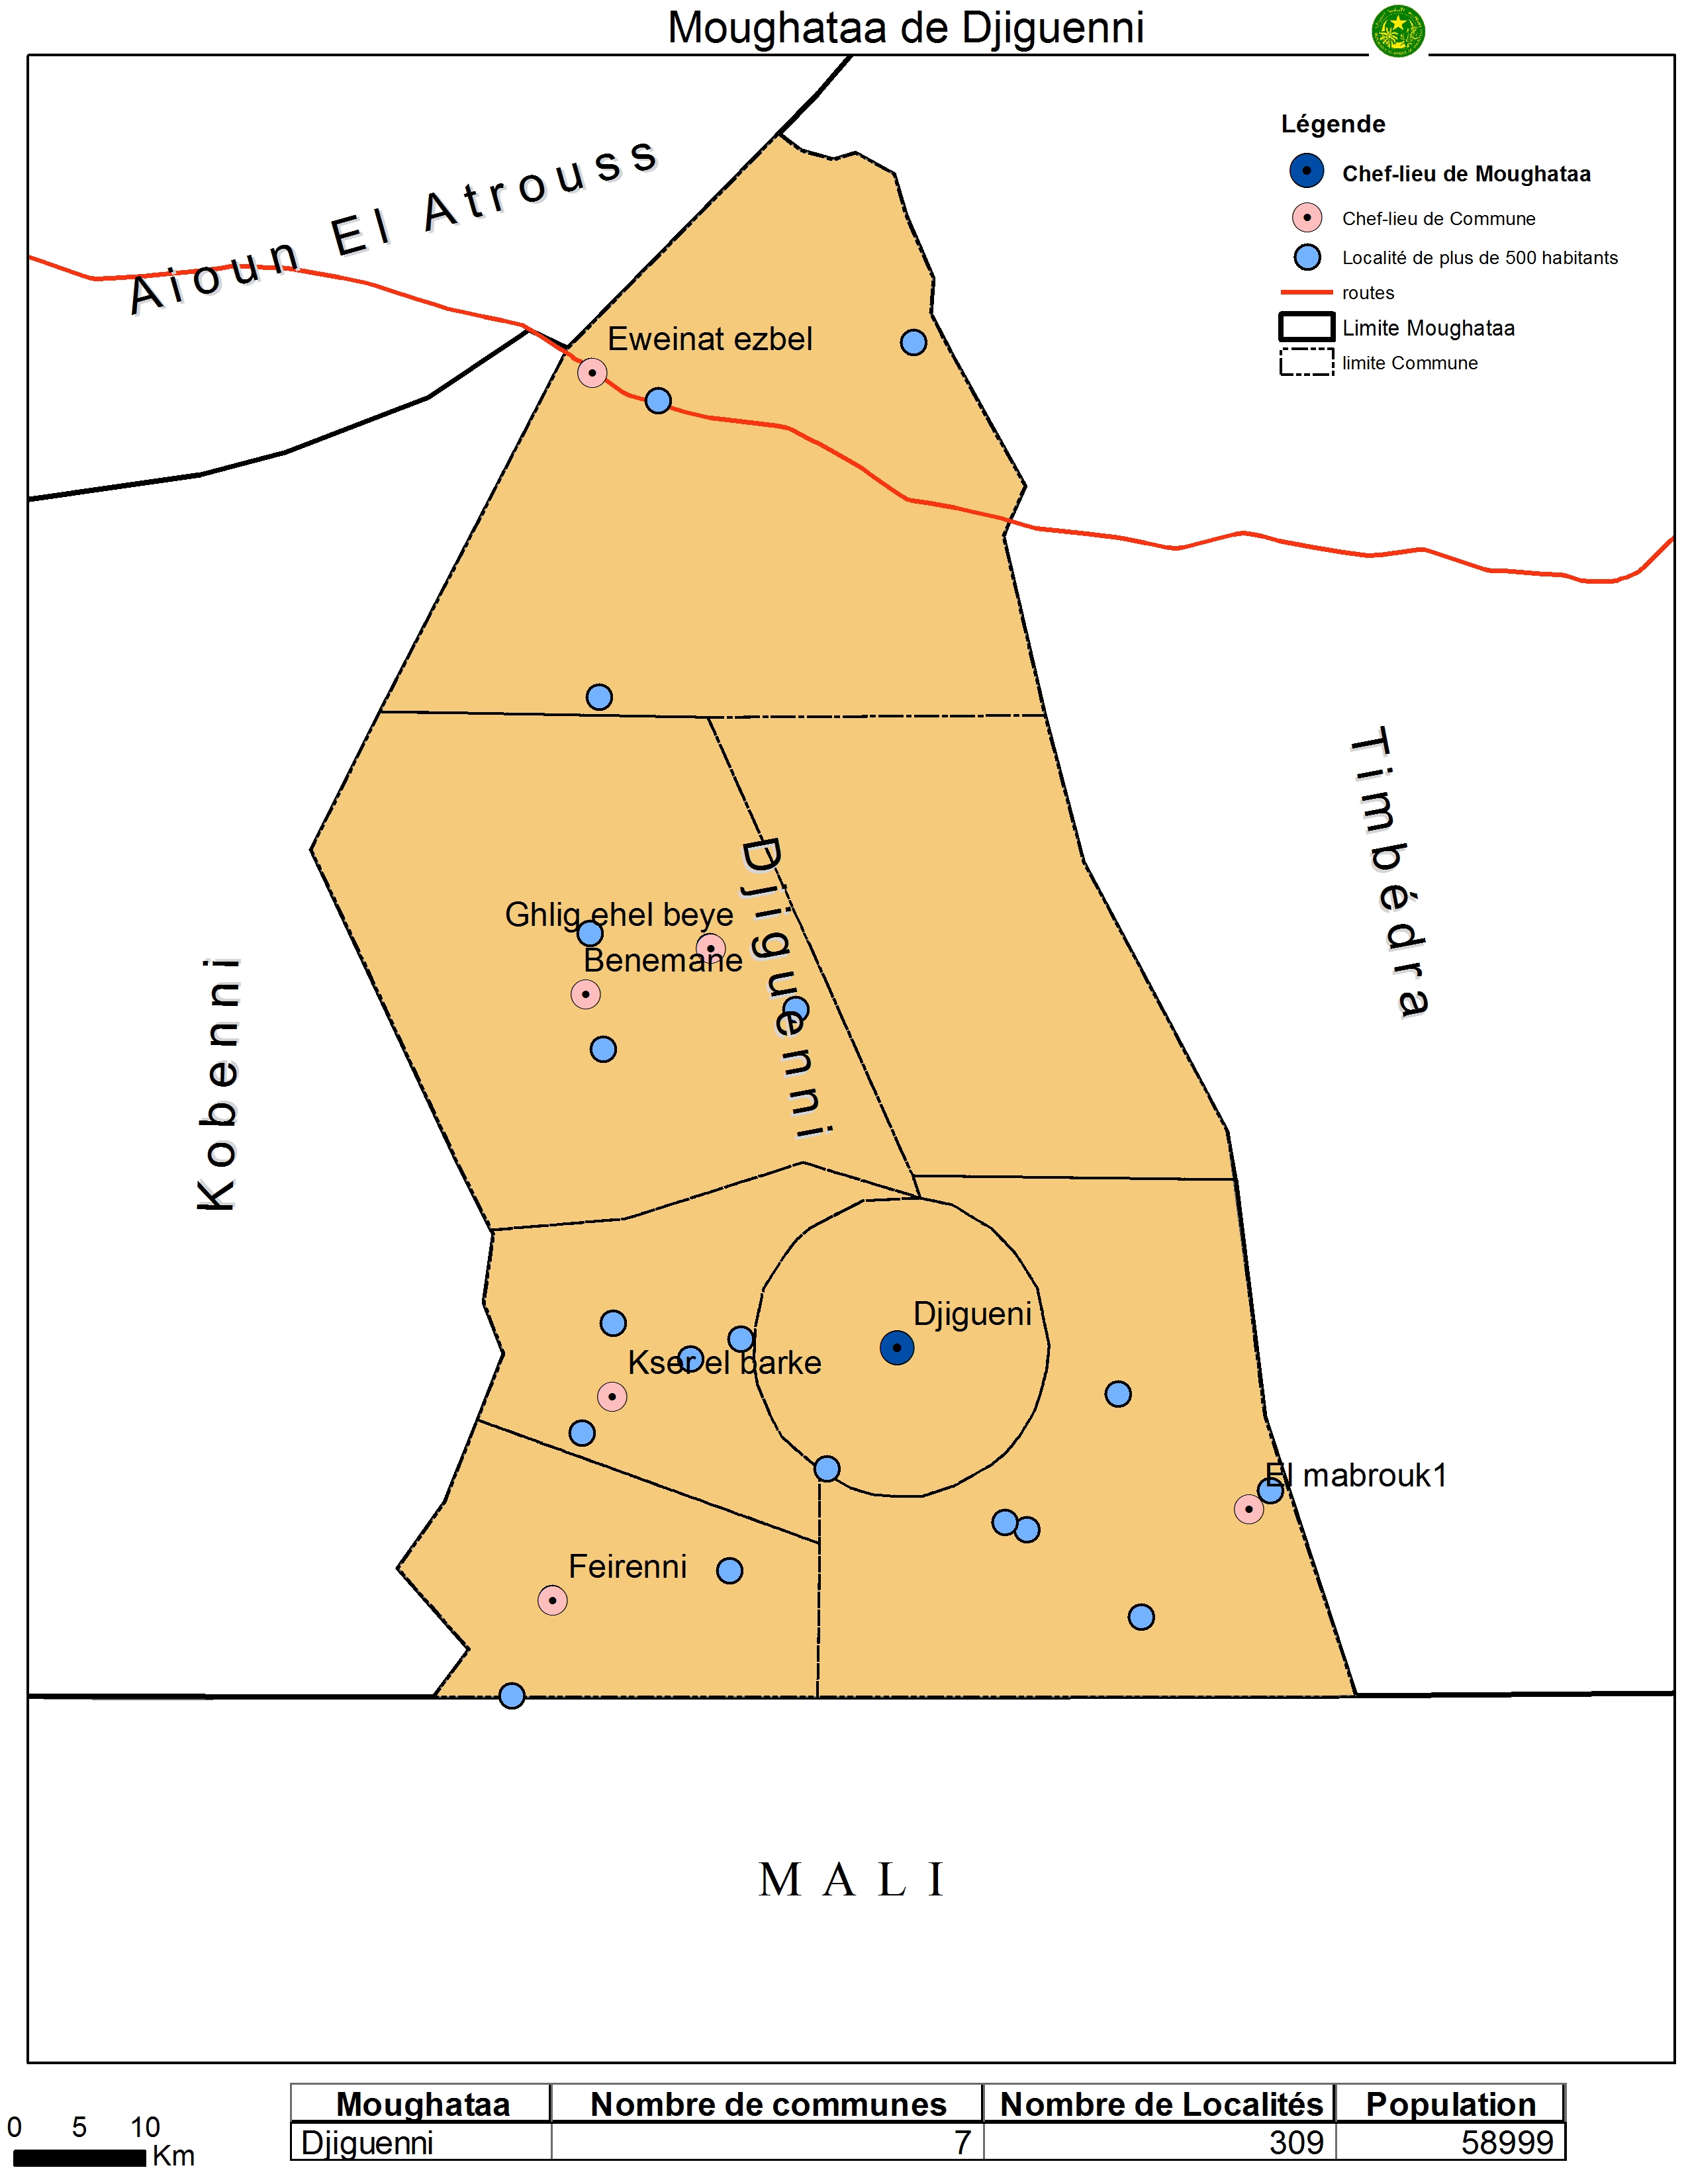 Moughataa de Djiguenni
Légende
Chef-lieu de Moughataa
Chef-lieu de Commune
Localité de plus de 500 habitants
routes
Limite Moughataa
limite Commune
Aioun El Atrouss
Eweinat ezbel
Timbédra
Djiguenni
Ghlig ehel beye
Benemane
Kobenni
Djigueni
Kser el barke
El mabrouk1
Feirenni
MALI
0 5 10
Km
Moughataa Nombre de communes Nombre de Localités Population
Djiguenni 7 309 58999